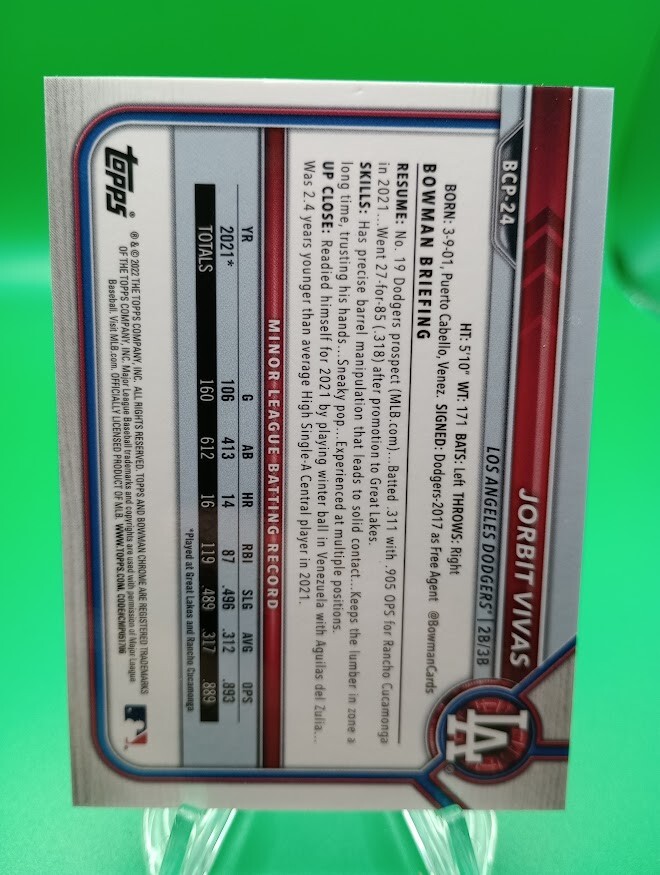 BCP-24
JORBIT VIVAS
LOS ANGELES DODGERS® | 2B/3B
LA
HT: 5'10" WT: 171 BATS: Left THROWS: Right
BORN: 3-9-01, Puerto Cabello, Venez. SIGNED: Dodgers-2017 as Free Agent @BowmanCards
BOWMAN BRIEFING
RESUME: No. 19 Dodgers prospect (MLB.com)...Batted .311 with .905 OPS for Rancho Cucamonga
in 2021...Went 27-for-85 (.318) after promotion to Great Lakes.
SKILLS: Has precise barrel manipulation that leads to solid contact...Keeps the lumber in zone a
long time, trusting his hands...Sneaky pop...Experienced at multiple positions.
UP CLOSE: Readied himself for 2021 by playing winter ball in Venezuela with Aguilas del Zulia...
Was 2.4 years younger than average High Single-A Central player in 2021.
MINOR LEAGUE BATTING RECORD
YR G AB HR RBI SLG AVG OPS
2021* 106 413 14 87 .496 .312 .893
TOTALS 160 612 16 119 .489 .317 .889
*Played at Great Lakes and Rancho Cucamonga
topps®
® & © 2022 THE TOPPS COMPANY, INC. ALL RIGHTS RESERVED. TOPPS AND BOWMAN CHROME ARE REGISTERED TRADEMARKS
OF THE TOPPS COMPANY, INC. Major League Baseball trademarks and copyrights are used with permission of Major League
Baseball. Visit MLB.com. OFFICIALLY LICENSED PRODUCT OF MLB. WWW.TOPPS.COM.